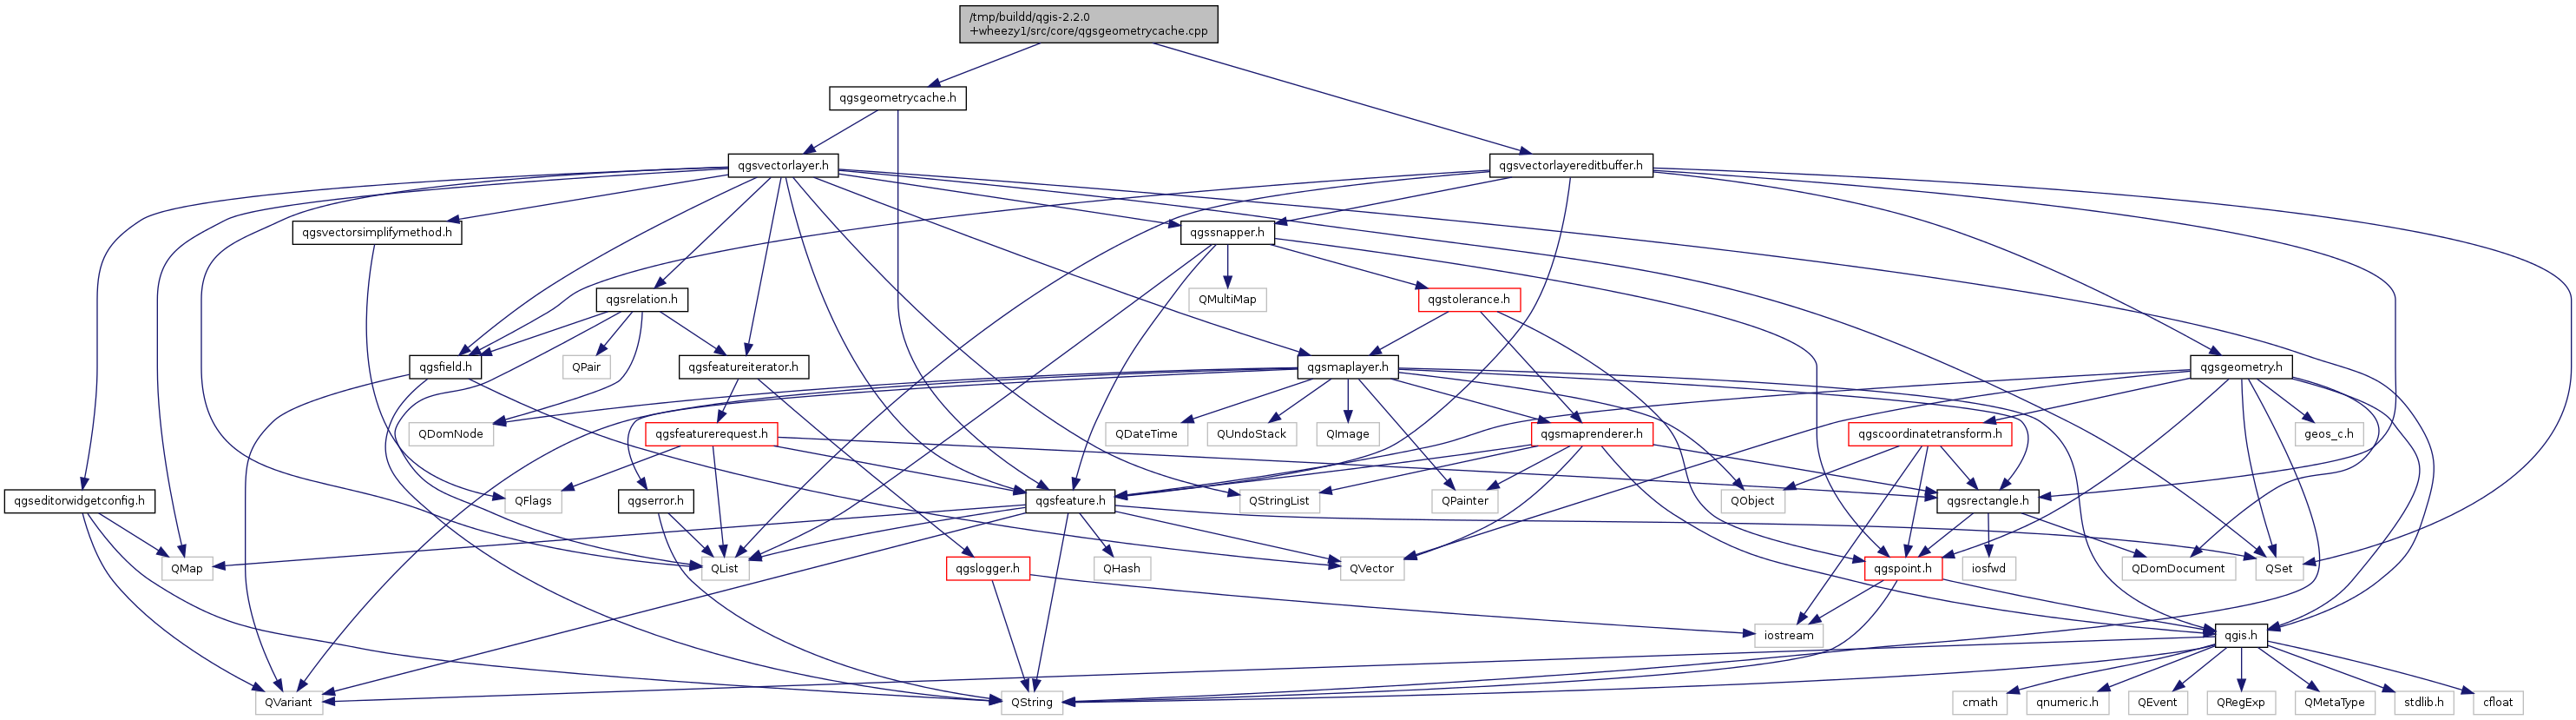 /tmp/buildd/qgis-2.2.0
+wheezy1/src/core/qgsgeometrycache.cpp
qgsgeometrycache.h
qgsvectorlayer.h
qgsvectorlayereditbuffer.h
qgsvectorsimplifymethod.h
qgssnapper.h
qgsrelation.h
QMultiMap
qgstolerance.h
qgsfield.h
QPair
qgsfeatureiterator.h
qgsmaplayer.h
qgsgeometry.h
QDomNode
qgsfeaturerequest.h
QDateTime
QUndoStack
QImage
qgsmaprenderer.h
qgscoordinatetransform.h
geos_c.h
qgseditorwidgetconfig.h
QFlags
qgserror.h
qgsfeature.h
QStringList
QPainter
QObject
qgsrectangle.h
QMap
QList
qgslogger.h
QHash
QVector
qgspoint.h
iosfwd
QDomDocument
QSet
iostream
qgis.h
QVariant
QString
cmath
qnumeric.h
QEvent
QRegExp
QMetaType
stdlib.h
cfloat